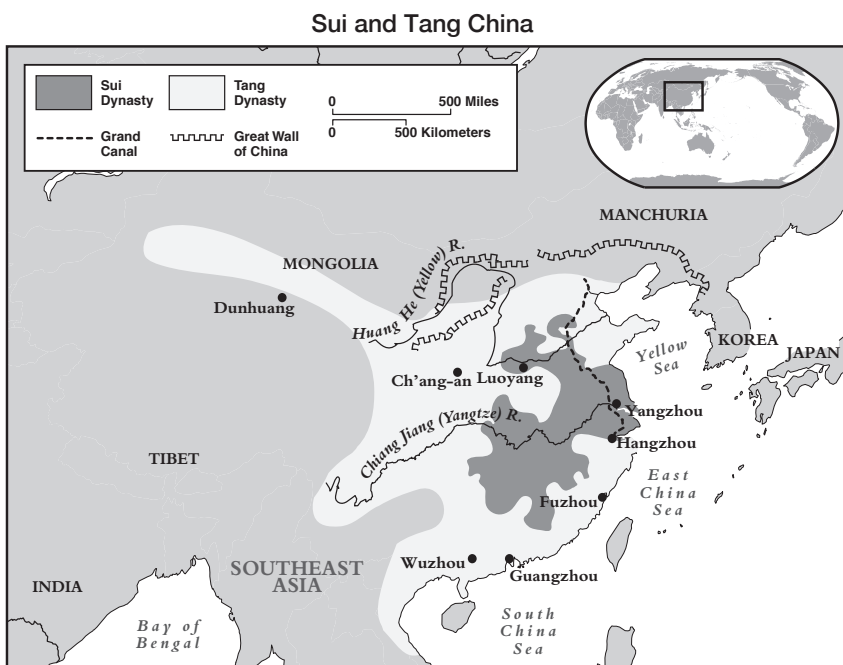 Sui and Tang China
Sui
Dynasty
Tang
Dynasty
0 500 Miles
0 500 Kilometers
Grand
Canal
Great Wall
of China
MANCHURIA
MONGOLIA
Huang He (Yellow) R.
Dunhuang
KOREA
JAPAN
Yellow
Sea
Ch'ang-an
Luoyang
Yangzhou
Chiang Jiang (Yangtze) R.
Hangzhou
TIBET
East
China
Sea
Fuzhou
Wuzhou
SOUTHEAST
ASIA
Guangzhou
INDIA
Bay of
Bengal
South
China
Sea